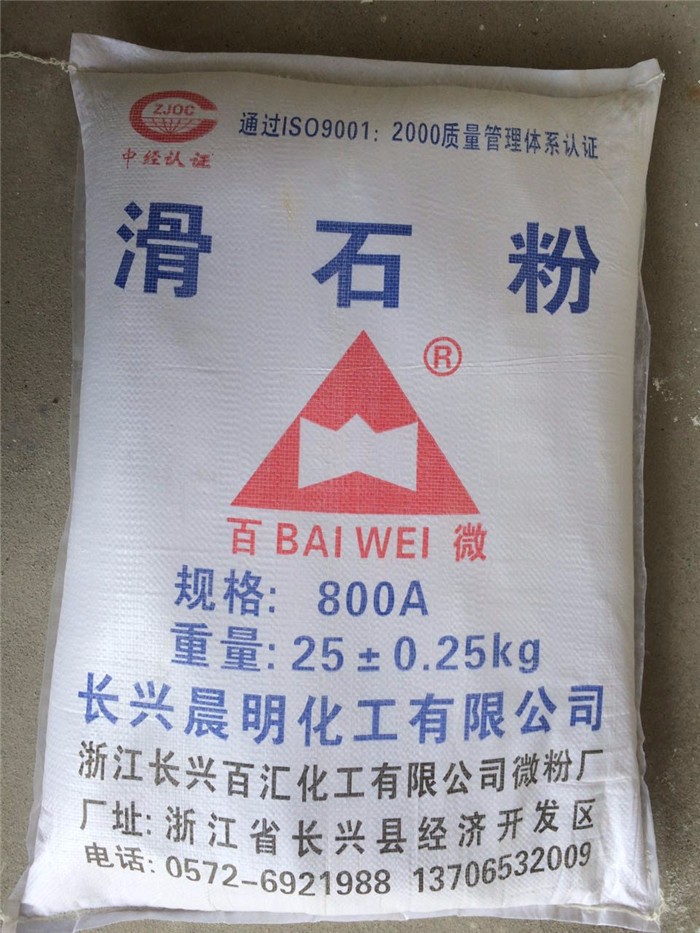 ZJOC
中经认证
通过ISO9001：2000质量管理体系认证
滑石粉
®
百 BAI WEI 微
规格: 800A
重量: 25±0.25kg
长兴晨明化工有限公司
浙江长兴百汇化工有限公司微粉厂
厂址: 浙江省长兴县经济开发区
电话: 0572-6921988 13706532009